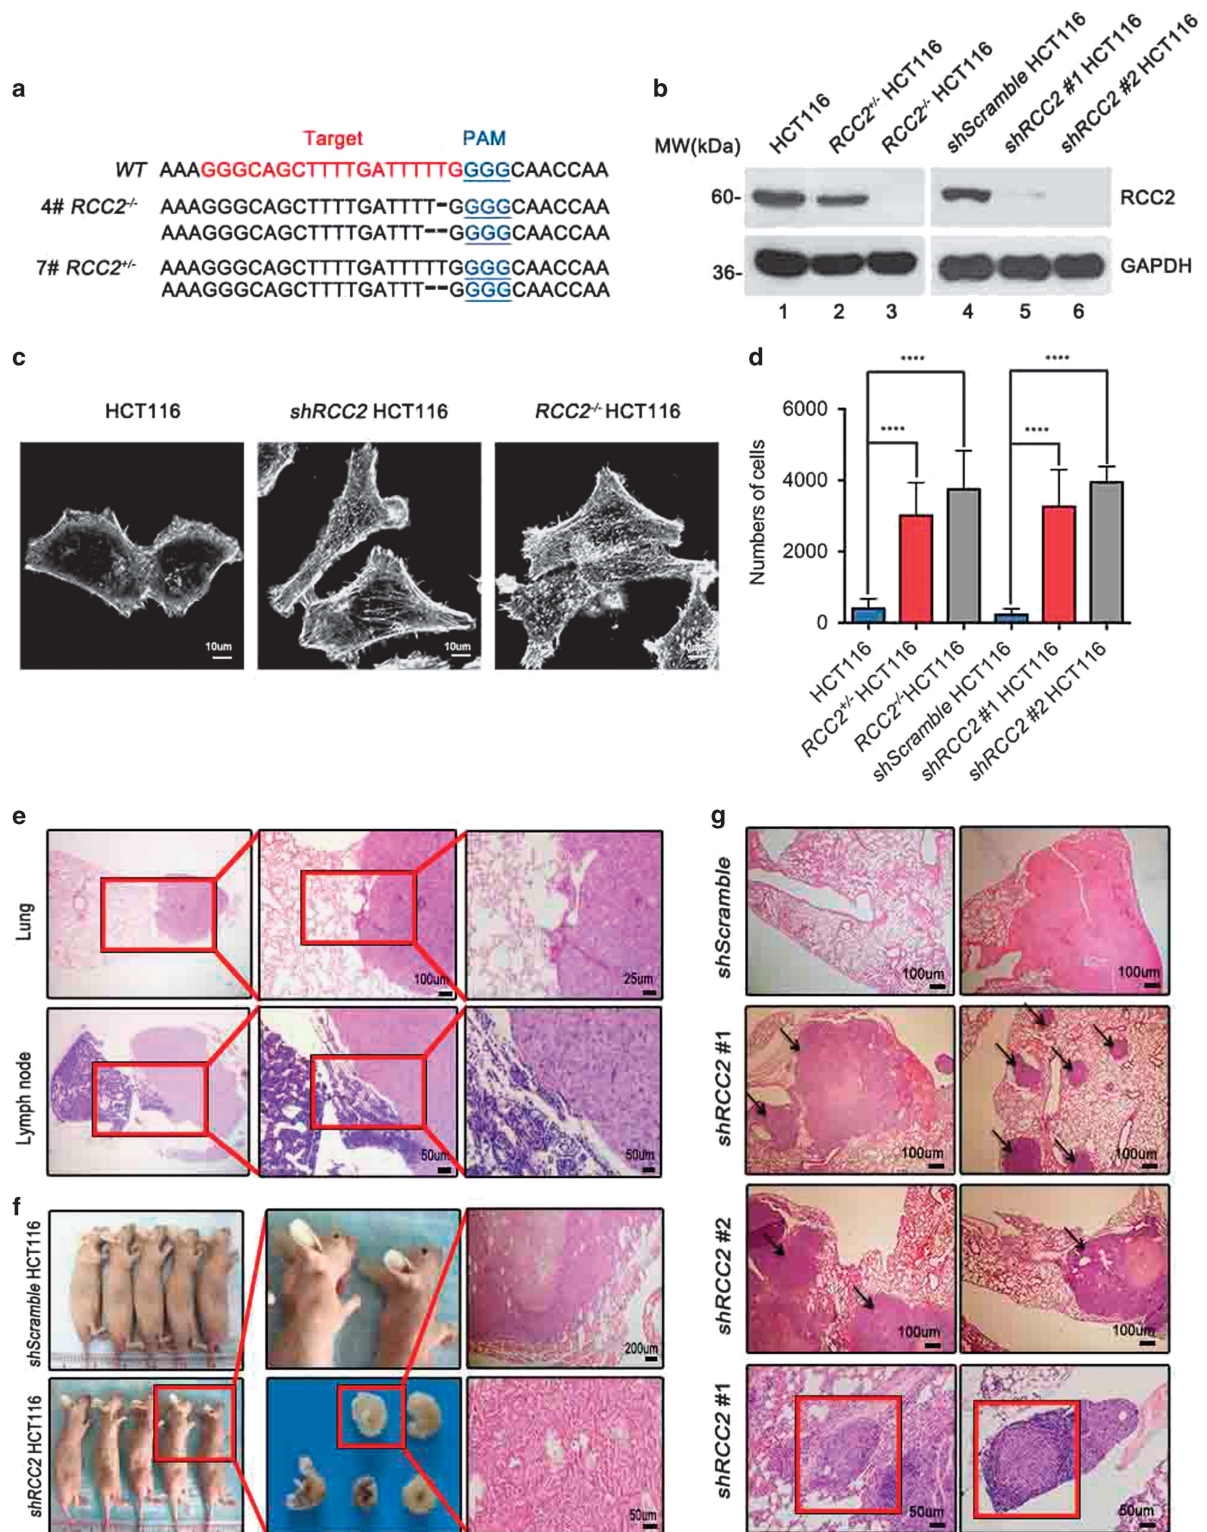 a
Target PAM
WT AAAGGGCAGCTTTTGATTTTTGGGGCAACCAA
4# RCC2-/- AAAGGGCAGCTTTTGATTTT-GGGGCAACCAA
AAAGGGCAGCTTTTGATTT--GGGGCAACCAA
7# RCC2+/- AAAGGGCAGCTTTTGATTTTTGGGGCAACCAA
AAAGGGCAGCTTTTGATTT--GGGGCAACCAA
b
MW(kDa) HCT116 RCC2+/- HCT116 RCC2-/- HCT116 shScramble HCT116 shRCC2 #1 HCT116 shRCC2 #2 HCT116
60- RCC2
36- GAPDH
1 2 3 4 5 6
c
HCT116 shRCC2 HCT116 RCC2-/- HCT116
10um 10um 10um
d
**** ****
**** ****
6000
4000
2000
0
Numbers of cells
HCT116 RCC2+/- HCT116 RCC2-/- HCT116 shScramble HCT116 shRCC2 #1 HCT116 shRCC2 #2 HCT116
e
Lung
100um 25um
Lymph node
50um 50um
f
shScramble HCT116
200um
shRCC2 HCT116
50um
g
shScramble
100um 100um
shRCC2 #1
100um 100um
shRCC2 #2
100um 100um
shRCC2 #1
50um 50um